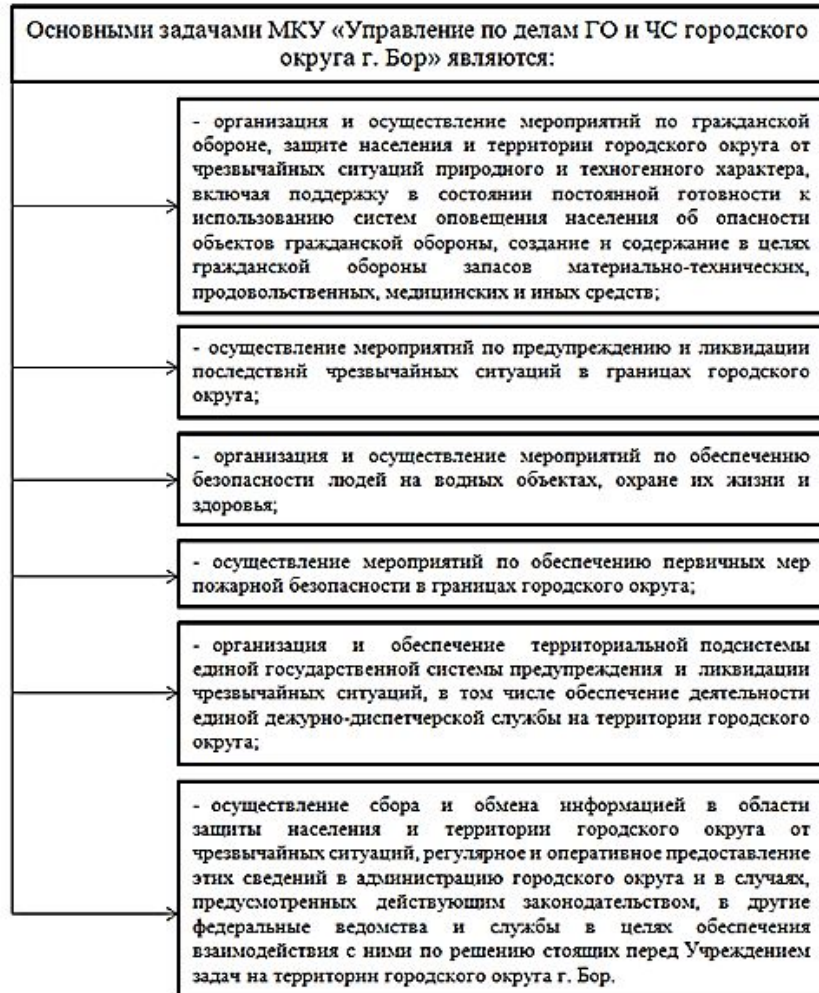 Основными задачами МКУ «Управление по делам ГО и ЧС городского
округа г. Бор» являются:
- организация и осуществление мероприятий по гражданской
обороне, защите населения и территории городского округа от
чрезвычайных ситуаций природного и техногенного характера,
включая поддержку в состоянии постоянной готовности к
использованию систем оповещения населения об опасности
объектов гражданской обороны, создание и содержание в целях
гражданской обороны запасов материально-технических,
продовольственных, медицинских и иных средств;
- осуществление мероприятий по предупреждению и ликвидации
последствий чрезвычайных ситуаций в границах городского
округа;
- организация и осуществление мероприятий по обеспечению
безопасности людей на водных объектах, охране их жизни и
здоровья;
- осуществление мероприятий по обеспечению первичных мер
пожарной безопасности в границах городского округа;
- организация и обеспечение территориальной подсистемы
единой государственной системы предупреждения и ликвидации
чрезвычайных ситуаций, в том числе обеспечение деятельности
единой дежурно-диспетчерской службы на территории городского
округа;
- осуществление сбора и обмена информацией в области
защиты населения и территории городского округа от
чрезвычайных ситуаций, регулярное и оперативное предоставление
этих сведений в администрацию городского округа и в случаях,
предусмотренных действующим законодательством, в другие
федеральные ведомства и службы в целях обеспечения
взаимодействия с ними по решению стоящих перед Учреждением
задач на территории городского округа г. Бор.